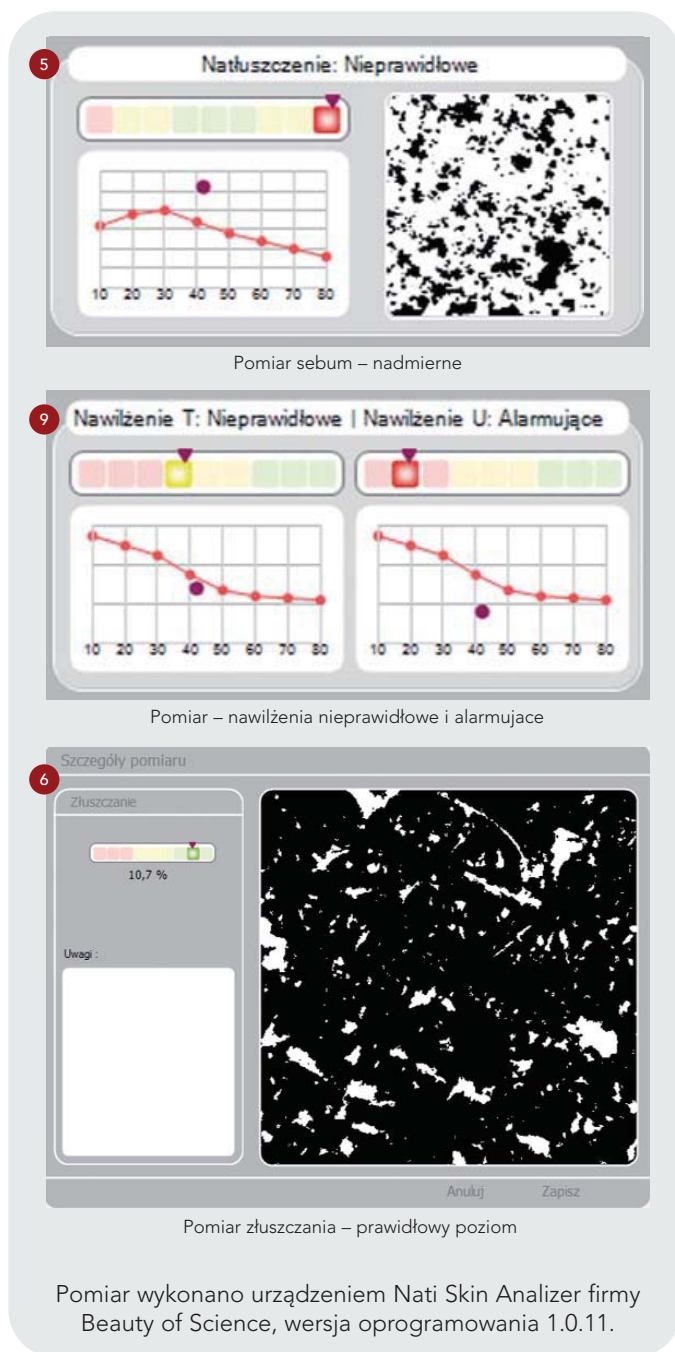 5
Natłuszczenie: Nieprawidłowe
10 20 30 40 50 60 70 80
Pomiar sebum – nadmierne
9
Nawilżenie T: Nieprawidłowe | Nawilżenie U: Alarmujące
10 20 30 40 50 60 70 80
10 20 30 40 50 60 70 80
Pomiar – nawilżenia nieprawidłowe i alarmujace
Szczegóły pomiaru
6
Złuszczanie
10,7 %
Uwagi :
Anuluj Zapisz
Pomiar złuszczania – prawidłowy poziom
Pomiar wykonano urządzeniem Nati Skin Analizer firmy
Beauty of Science, wersja oprogramowania 1.0.11.